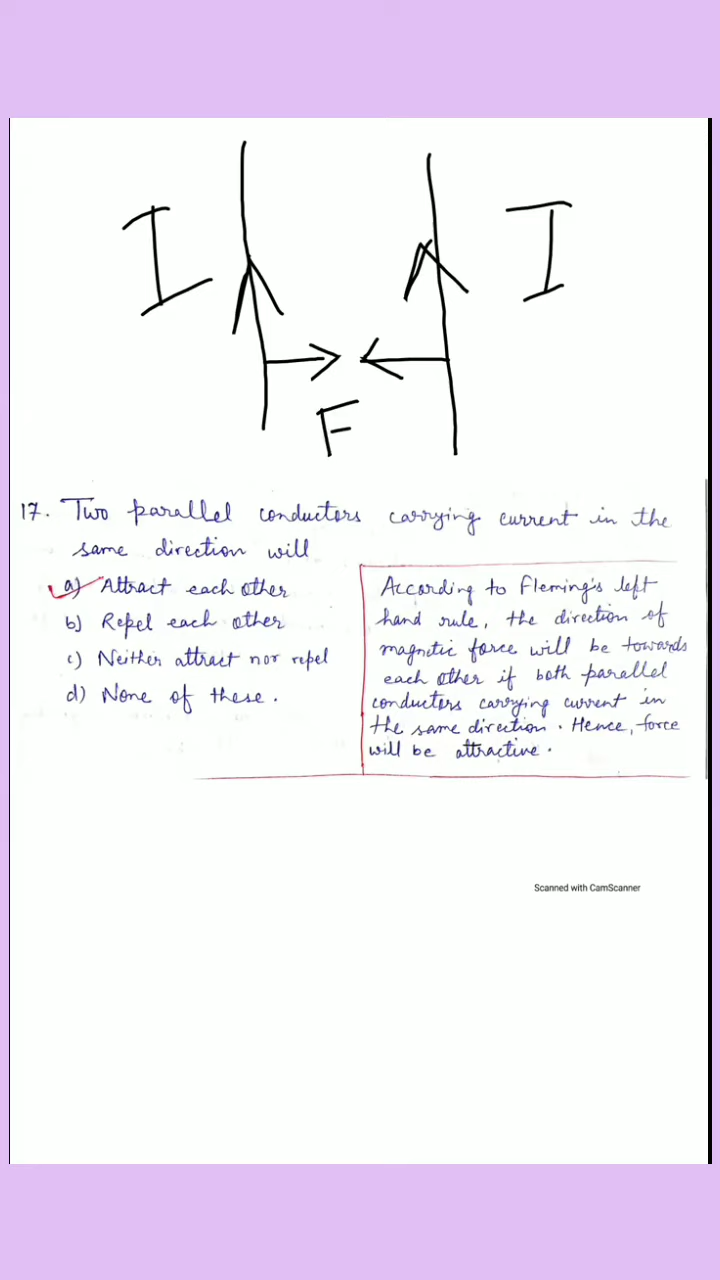 I
I
F
17. Two parallel conductors carrying current in the
same direction will
a) Attract each other
b) Repel each other
c) Neither attract nor repel
d) None of these.
According to Fleming's left
hand rule, the direction of
magnetic force will be towards
each other if both parallel
conductors carrying current in
the same direction. Hence, force
will be attractive.
Scanned with CamScanner